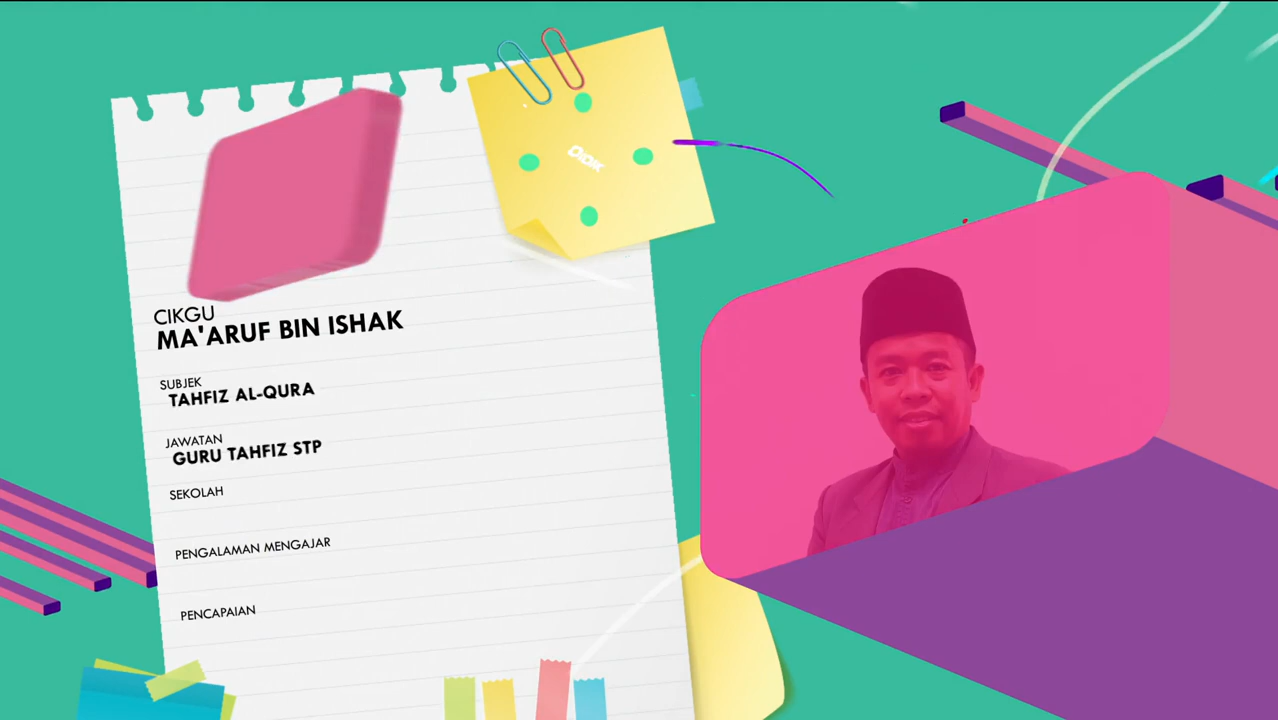 CIKGU
MA'ARUF BIN ISHAK
SUBJEK
TAHFIZ AL-QURA
JAWATAN
GURU TAHFIZ STP
SEKOLAH
PENGALAMAN MENGAJAR
PENCAPAIAN